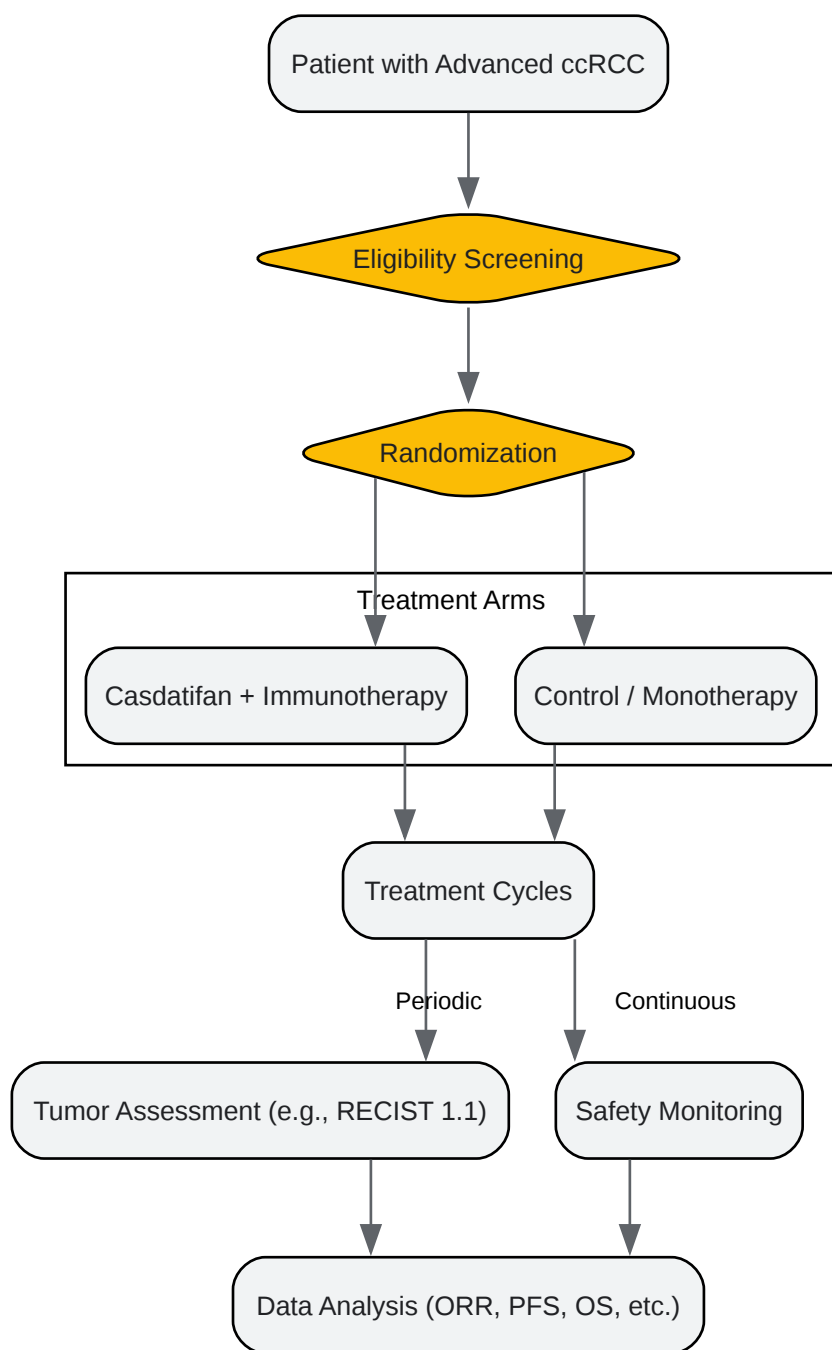 Patient with Advanced ccRCC
Eligibility Screening
Randomization
Treatment Arms
Casdatifan + Immunotherapy
Control / Monotherapy
Treatment Cycles
Periodic
Continuous
Tumor Assessment (e.g., RECIST 1.1)
Safety Monitoring
Data Analysis (ORR, PFS, OS, etc.)